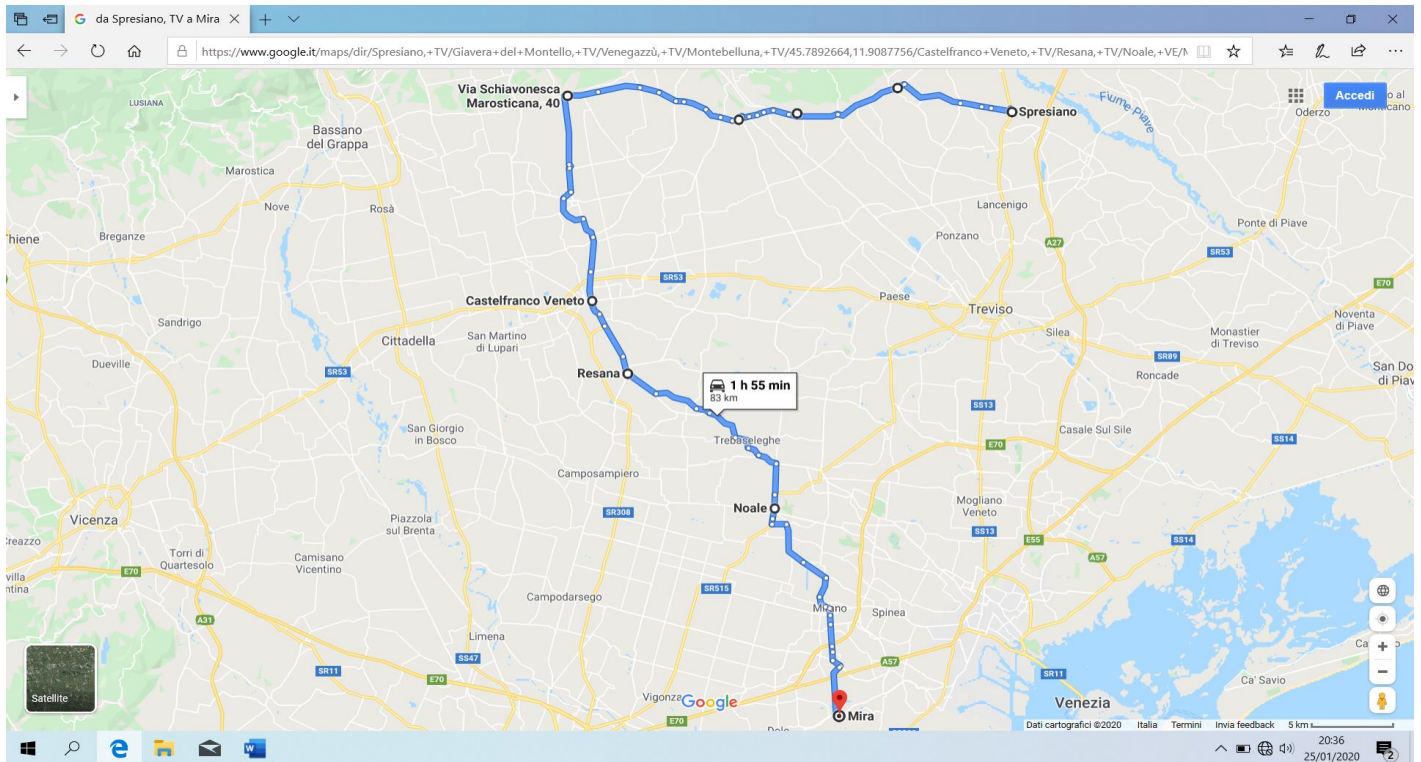 da Spresiano, TV a Mira
https://www.google.it/maps/dir/Spresiano,+TV/Giavera+del+Montello,+TV/Venegazzù,+TV/Montebelluna,+TV/45.7892664,11.9087756/Castelfranco+Veneto,+TV/Resana,+TV/Noale,+VE/
Via Schiavonesca
Marosticana, 40
LUSIANA
Spresiano
Fiume Piave
Accedi
Oderzo
Bassano
del Grappa
Marostica
Nove
Rosà
Lancenigo
Ponte di Piave
Breganze
Ponzano
A27
SR53
SR53
E70
Castelfranco Veneto
Paese
Treviso
Noventa
di Piave
Sandrigo
Cittadella
San Martino
di Lupari
Silea
Monastier
di Treviso
Dueville
SR53
Resana
1 h 55 min
83 km
SR89
Roncade
San Do
di Piav
SS13
San Giorgio
in Bosco
Trebaseleghe
Casale Sul Sile
E70
SS14
Camposampiero
Noale
Mogliano
Veneto
Vicenza
Piazzola
sul Brenta
SR308
SS13
E55
SS14
A57
Torri di
Quartesolo
Camisano
Vicentino
E70
Campodarsego
SR515
Mirano
Spinea
A31
Limena
SS47
SR11
E70
A57
SR11
Ca' Savio
Satellite
Vigonza
Google
Venezia
E70
Mira
Dati cartografici ©2020 Italia Termini Invia feedback 5 km
20:36
25/01/2020
2